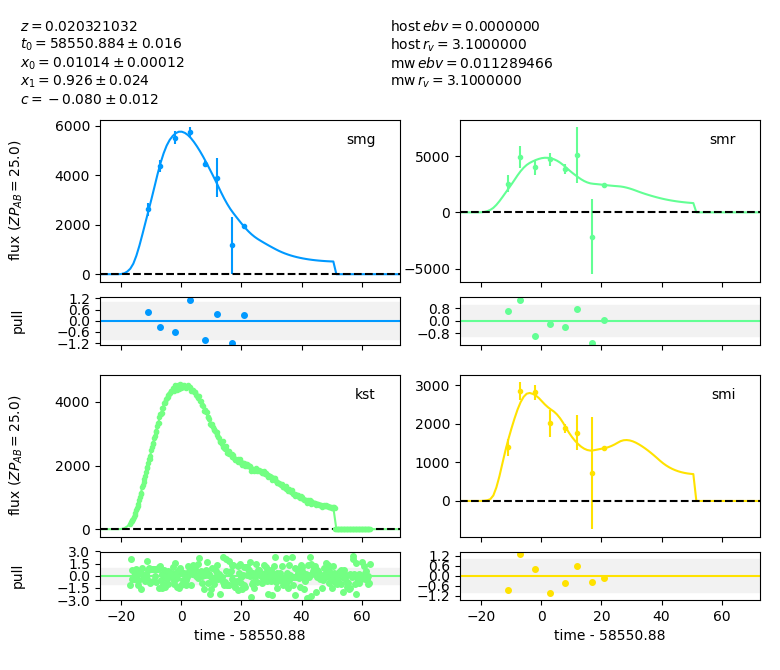 z = 0.020321032
t₀ = 58550.884 ± 0.016
x₀ = 0.01014 ± 0.00012
x₁ = 0.926 ± 0.024
c = −0.080 ± 0.012
host ebv = 0.0000000
host r_v = 3.1000000
mw ebv = 0.011289466
mw r_v = 3.1000000
smg
6000
4000
2000
0
flux (ZP_AB = 25.0)
smr
5000
0
−5000
1.2
0.6
0.0
−0.6
−1.2
pull
0.8
0.0
−0.8
kst
4000
2000
0
flux (ZP_AB = 25.0)
smi
3000
2000
1000
0
3.0
1.5
0.0
−1.5
−3.0
pull
1.2
0.6
0.0
−0.6
−1.2
−20 0 20 40 60
time - 58550.88
−20 0 20 40 60
time - 58550.88